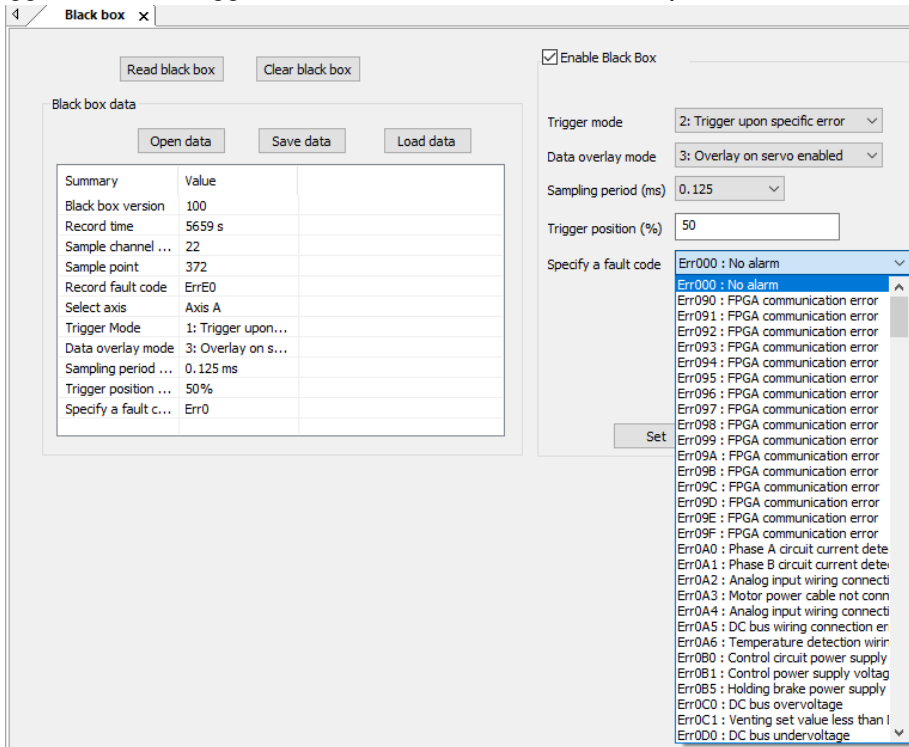 Black box x
Read black box Clear black box
Black box data
Open data Save data Load data
Summary Value
Black box version 100
Record time 5659 s
Sample channel ... 22
Sample point 372
Record fault code ErrE0
Select axis Axis A
Trigger Mode 1: Trigger upon...
Data overlay mode 3: Overlay on s...
Sampling period ... 0.125 ms
Trigger position ... 50%
Specify a fault c... Err0
Enable Black Box
Trigger mode 2: Trigger upon specific error
Data overlay mode 3: Overlay on servo enabled
Sampling period (ms) 0.125
Trigger position (%) 50
Specify a fault code Err000 : No alarm
Err000 : No alarm
Err090 : FPGA communication error
Err091 : FPGA communication error
Err092 : FPGA communication error
Err093 : FPGA communication error
Err094 : FPGA communication error
Err095 : FPGA communication error
Err096 : FPGA communication error
Err097 : FPGA communication error
Err098 : FPGA communication error
Err099 : FPGA communication error
Err09A : FPGA communication error
Err09B : FPGA communication error
Err09C : FPGA communication error
Err09D : FPGA communication error
Err09E : FPGA communication error
Err09F : FPGA communication error
Err0A0 : Phase A circuit current dete
Err0A1 : Phase B circuit current dete
Err0A2 : Analog input wiring connecti
Err0A3 : Motor power cable not conn
Err0A4 : Analog input wiring connecti
Err0A5 : DC bus wiring connection er
Err0A6 : Temperature detection wirin
Err0B0 : Control circuit power supply
Err0B1 : Control power supply voltag
Err0B5 : Holding brake power supply
Err0C0 : DC bus overvoltage
Err0C1 : Venting set value less than
Err0D0 : DC bus undervoltage
Set